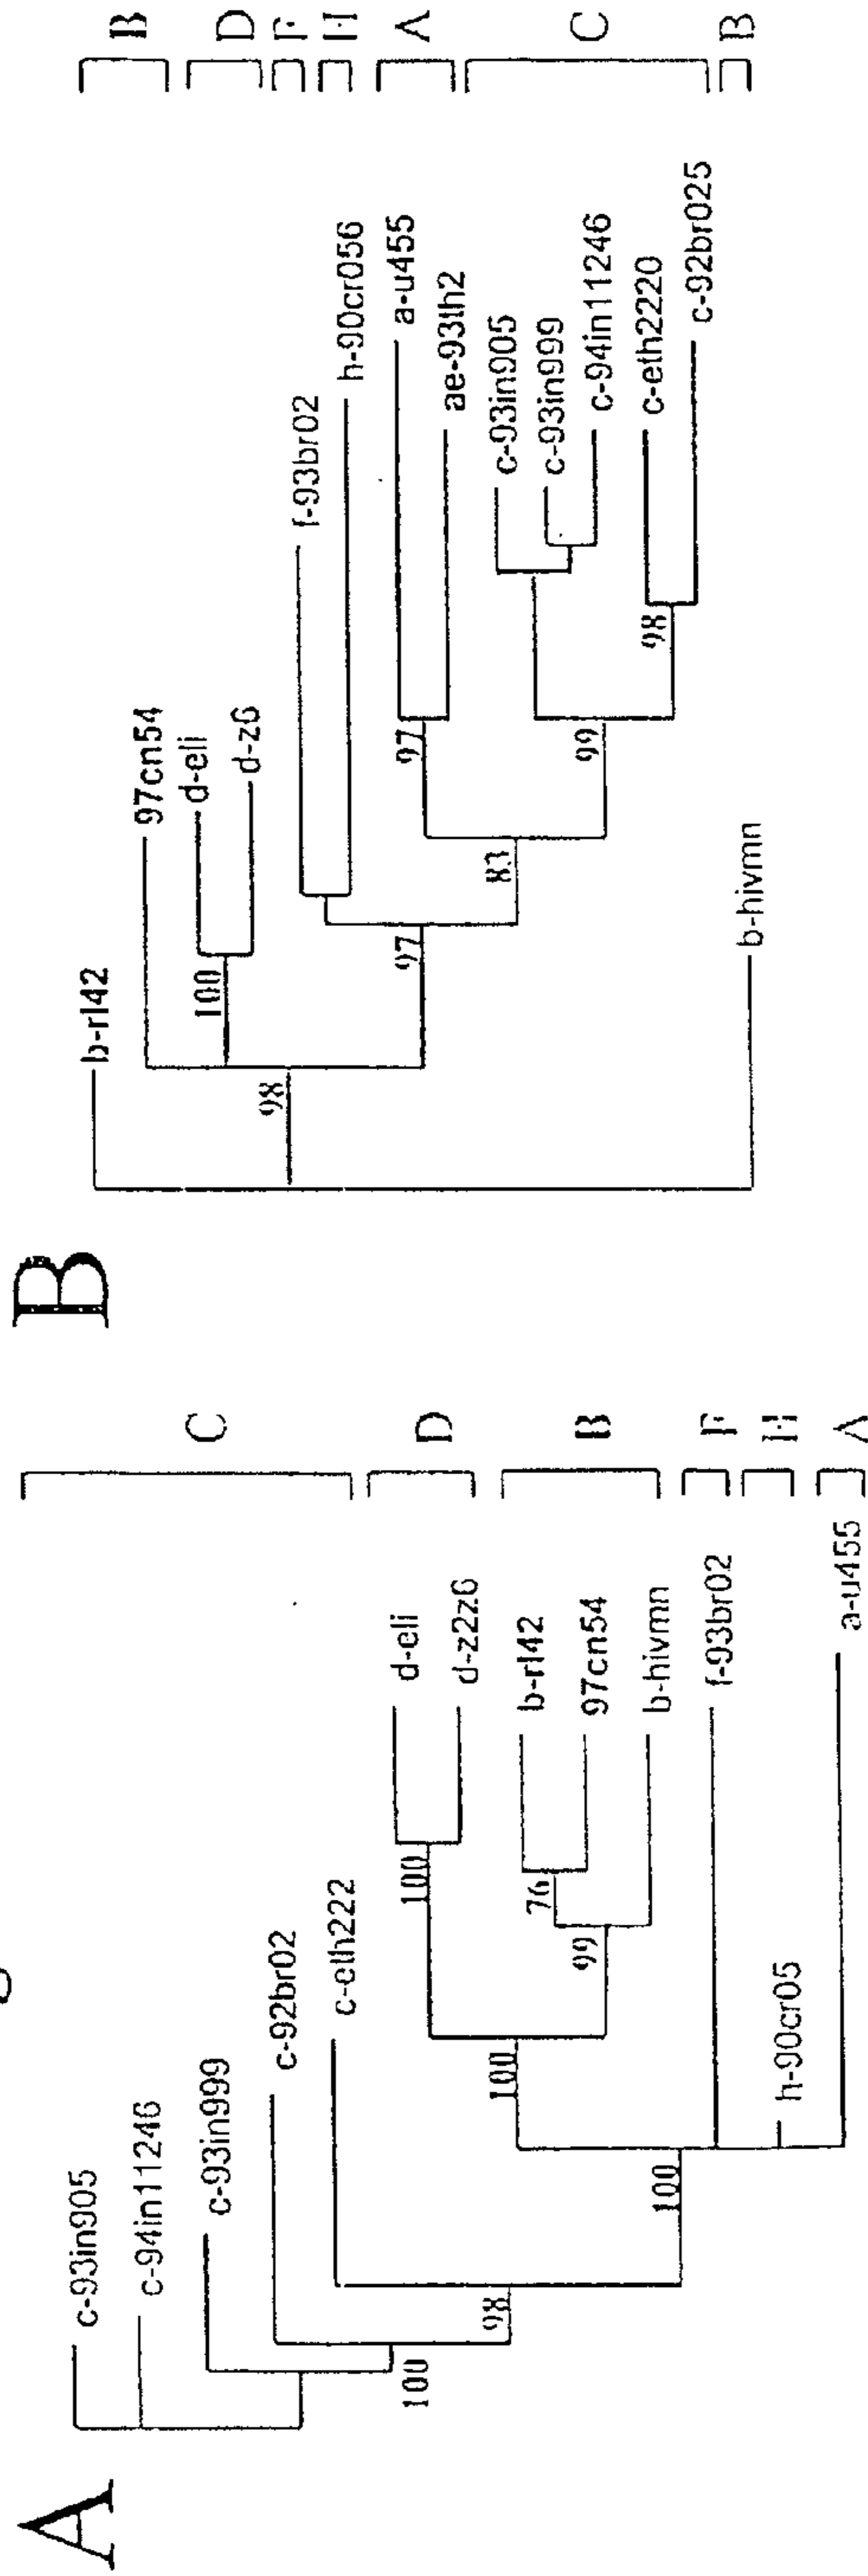 A
c-93in905
c-94in11246
c-93in999
c-92br02
c-eth222
d-eli
d-z2z6
b-rl42
97cn54
b-hivmn
f-93br02
h-90cr05
a-u455
100
98
100
100
100
99
76
C
D
B
F
H
A
B
b-rl42
97cn54
d-eli
d-z6
f-93br02
h-90cr056
a-u455
ae-93th2
c-93in905
c-93in999
c-94in11246
c-eth2220
c-92br025
b-hivmn
98
100
97
83
97
99
98
B
D
F
H
A
C
B